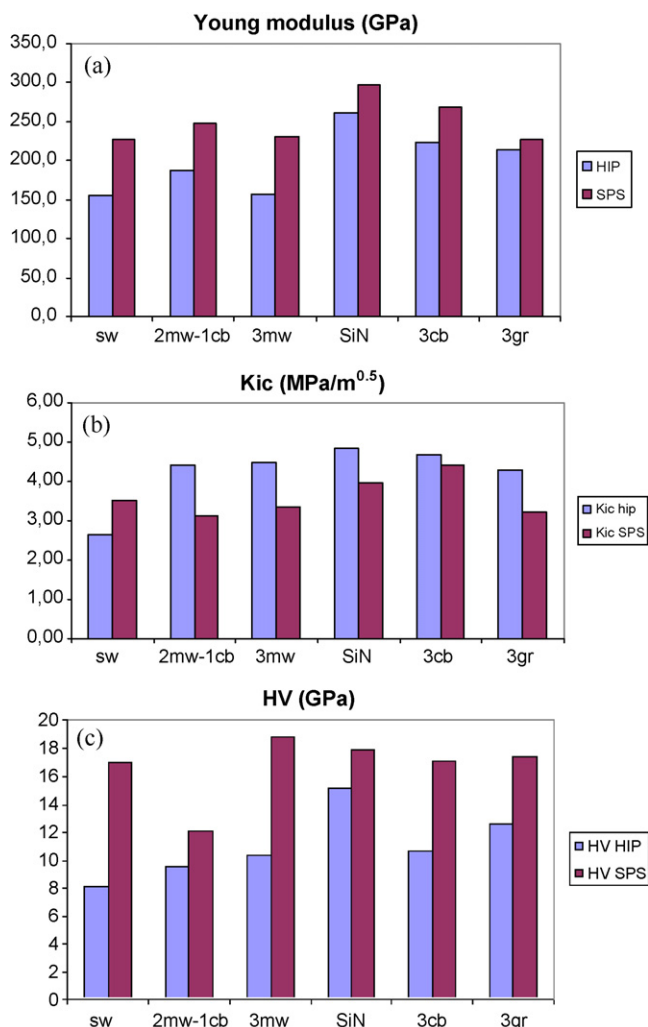 Young modulus (GPa)
350,0
(a)
300,0
250,0
200,0
150,0
100,0
50,0
0,0
HIP
SPS
sw 2mw-1cb 3mw SiN 3cb 3gr
Kic (MPa/m^0.5)
6,00
(b)
5,00
4,00
3,00
2,00
1,00
0,00
Kic hip
Kic SPS
sw 2mw-1cb 3mw SiN 3cb 3gr
HV (GPa)
20
(c)
18
16
14
12
10
8
6
4
2
0
HV HIP
HV SPS
sw 2mw-1cb 3mw SiN 3cb 3gr